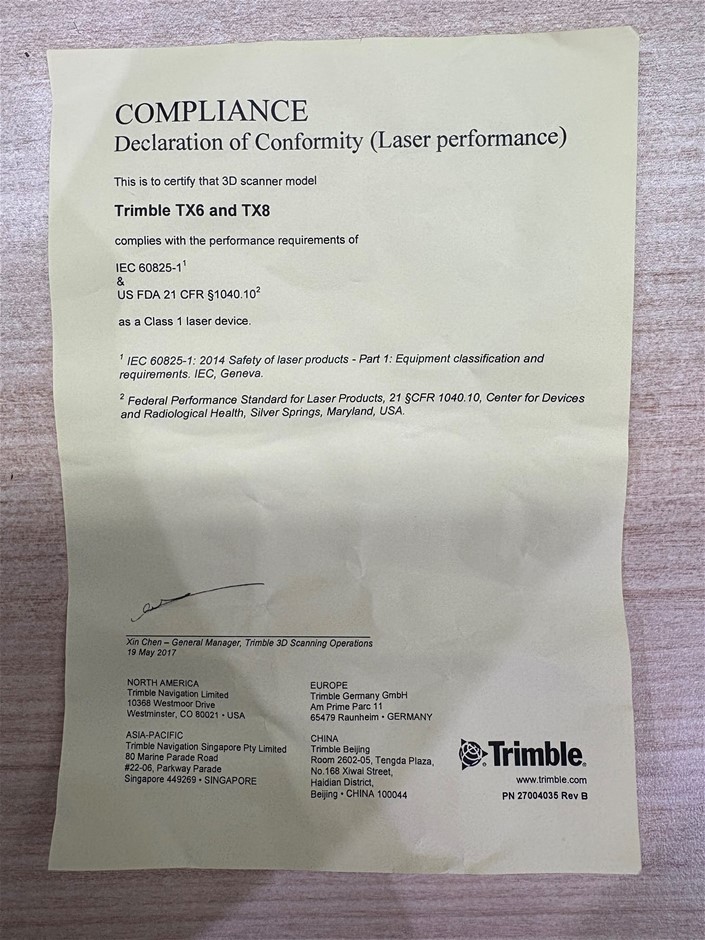 COMPLIANCE
Declaration of Conformity (Laser performance)
This is to certify that 3D scanner model
Trimble TX6 and TX8
complies with the performance requirements of
IEC 60825-1¹
&
US FDA 21 CFR §1040.10²
as a Class 1 laser device.
¹ IEC 60825-1: 2014 Safety of laser products - Part 1: Equipment classification and
requirements. IEC, Geneva.
² Federal Performance Standard for Laser Products, 21 §CFR 1040.10, Center for Devices
and Radiological Health, Silver Springs, Maryland, USA.
Xin Chen – General Manager, Trimble 3D Scanning Operations
19 May 2017
NORTH AMERICA
Trimble Navigation Limited
10368 Westmoor Drive
Westminster, CO 80021 • USA
ASIA-PACIFIC
Trimble Navigation Singapore Pty Limited
80 Marine Parade Road
#22-06, Parkway Parade
Singapore 449269 • SINGAPORE
EUROPE
Trimble Germany GmbH
Am Prime Parc 11
65479 Raunheim • GERMANY
CHINA
Trimble Beijing
Room 2602-05, Tengda Plaza,
No.168 Xiwai Street,
Haidian District,
Beijing • CHINA 100044
Trimble®
www.trimble.com
PN 27004035 Rev B